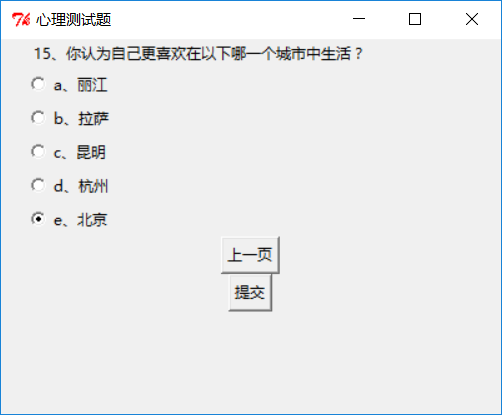 心理测试题
15、你认为自己更喜欢在以下哪一个城市中生活？
a、丽江
b、拉萨
c、昆明
d、杭州
e、北京
上一页
提交